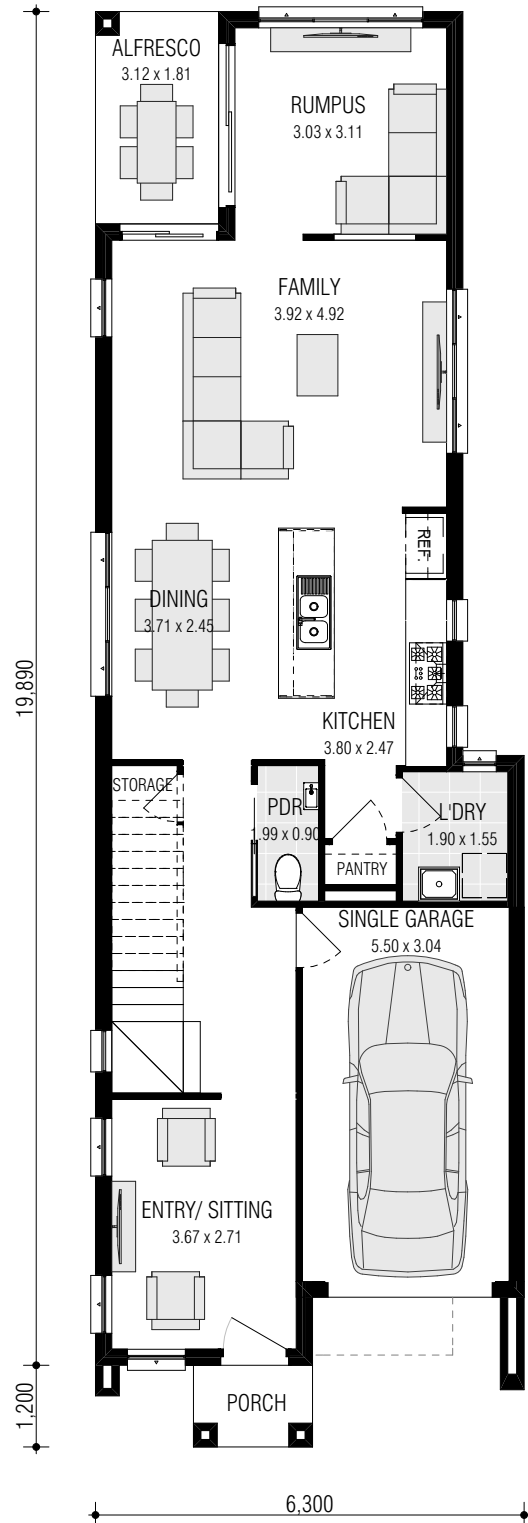 ALFRESCO
3.12 x 1.81
RUMPUS
3.03 x 3.11
FAMILY
3.92 x 4.92
REF.
DINING
3.71 x 2.45
19,890
KITCHEN
3.80 x 2.47
STORAGE
PDR
1.99 x 0.90
L'DRY
1.90 x 1.55
PANTRY
SINGLE GARAGE
5.50 x 3.04
ENTRY/ SITTING
3.67 x 2.71
PORCH
1,200
6,300